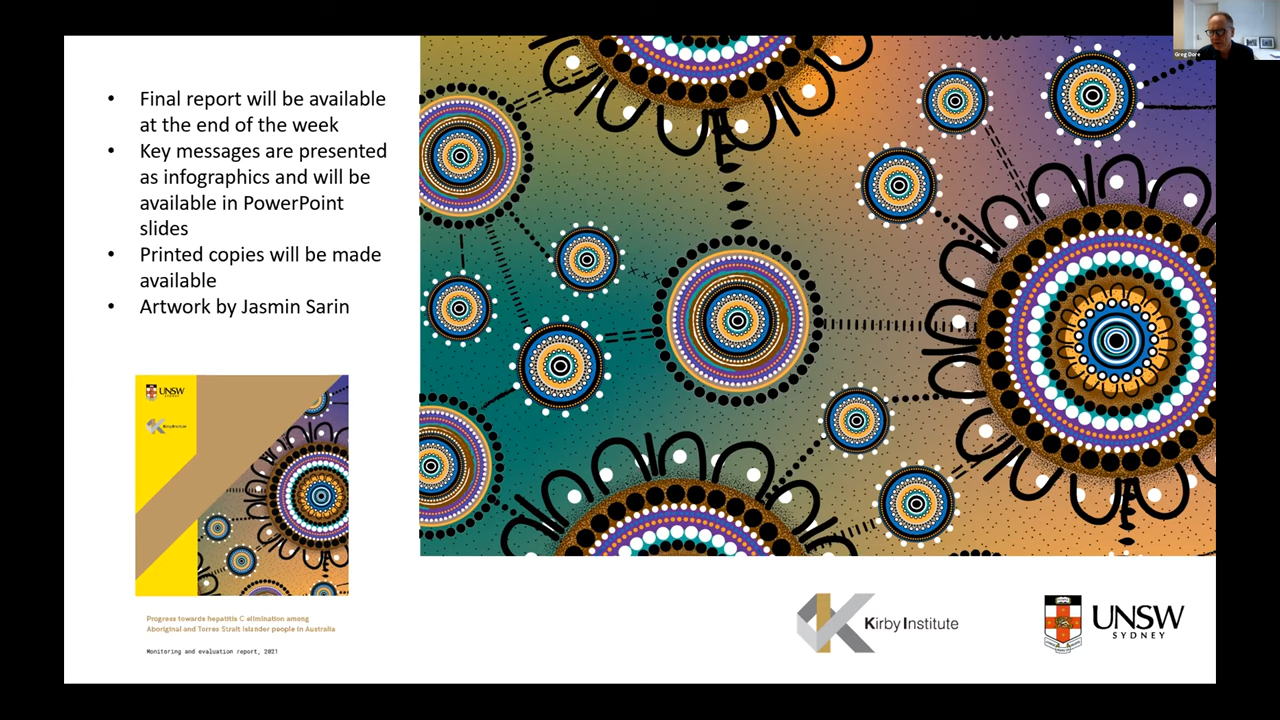 Greg Dore
• Final report will be available
at the end of the week
• Key messages are presented
as infographics and will be
available in PowerPoint
slides
• Printed copies will be made
available
• Artwork by Jasmin Sarin
UNSW
SYDNEY
Kirby Institute
Progress towards hepatitis C elimination among
Aboriginal and Torres Strait Islander people in Australia
Monitoring and evaluation report, 2021
Kirby Institute
UNSW
SYDNEY